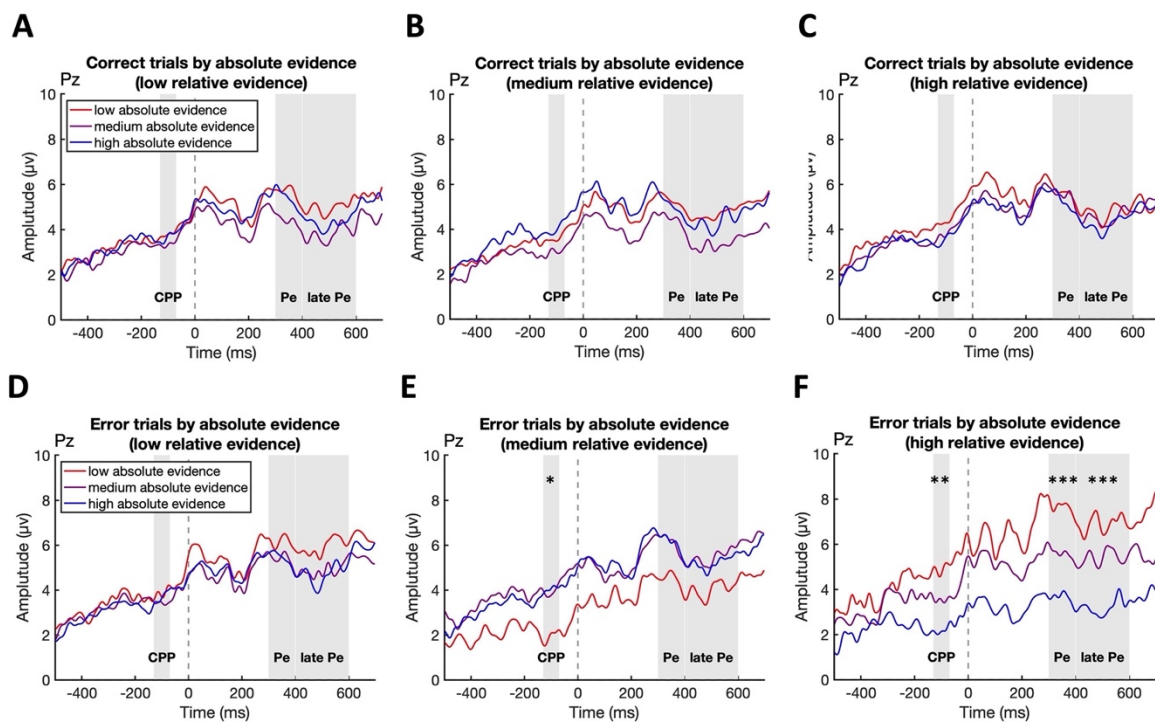 A
Correct trials by absolute evidence
(low relative evidence)
Pz
low absolute evidence
medium absolute evidence
high absolute evidence
10
8
6
4
2
0
Amplutude (μv)
CPP
Pe
late Pe
-400
-200
0
200
400
600
Time (ms)
B
Correct trials by absolute evidence
(medium relative evidence)
Pz
10
8
6
4
2
0
Amplutude (μv)
CPP
Pe
late Pe
-400
-200
0
200
400
600
Time (ms)
C
Correct trials by absolute evidence
(high relative evidence)
Pz
10
8
6
4
2
0
Amplutude (μv)
CPP
Pe
late Pe
-400
-200
0
200
400
600
Time (ms)
D
Error trials by absolute evidence
(low relative evidence)
Pz
low absolute evidence
medium absolute evidence
high absolute evidence
10
8
6
4
2
0
Amplutude (μv)
CPP
Pe
late Pe
-400
-200
0
200
400
600
Time (ms)
E
Error trials by absolute evidence
(medium relative evidence)
Pz
*
10
8
6
4
2
0
Amplutude (μv)
CPP
Pe
late Pe
-400
-200
0
200
400
600
Time (ms)
F
Error trials by absolute evidence
(high relative evidence)
Pz
**
***
***
10
8
6
4
2
0
Amplutude (μv)
CPP
Pe
late Pe
-400
-200
0
200
400
600
Time (ms)